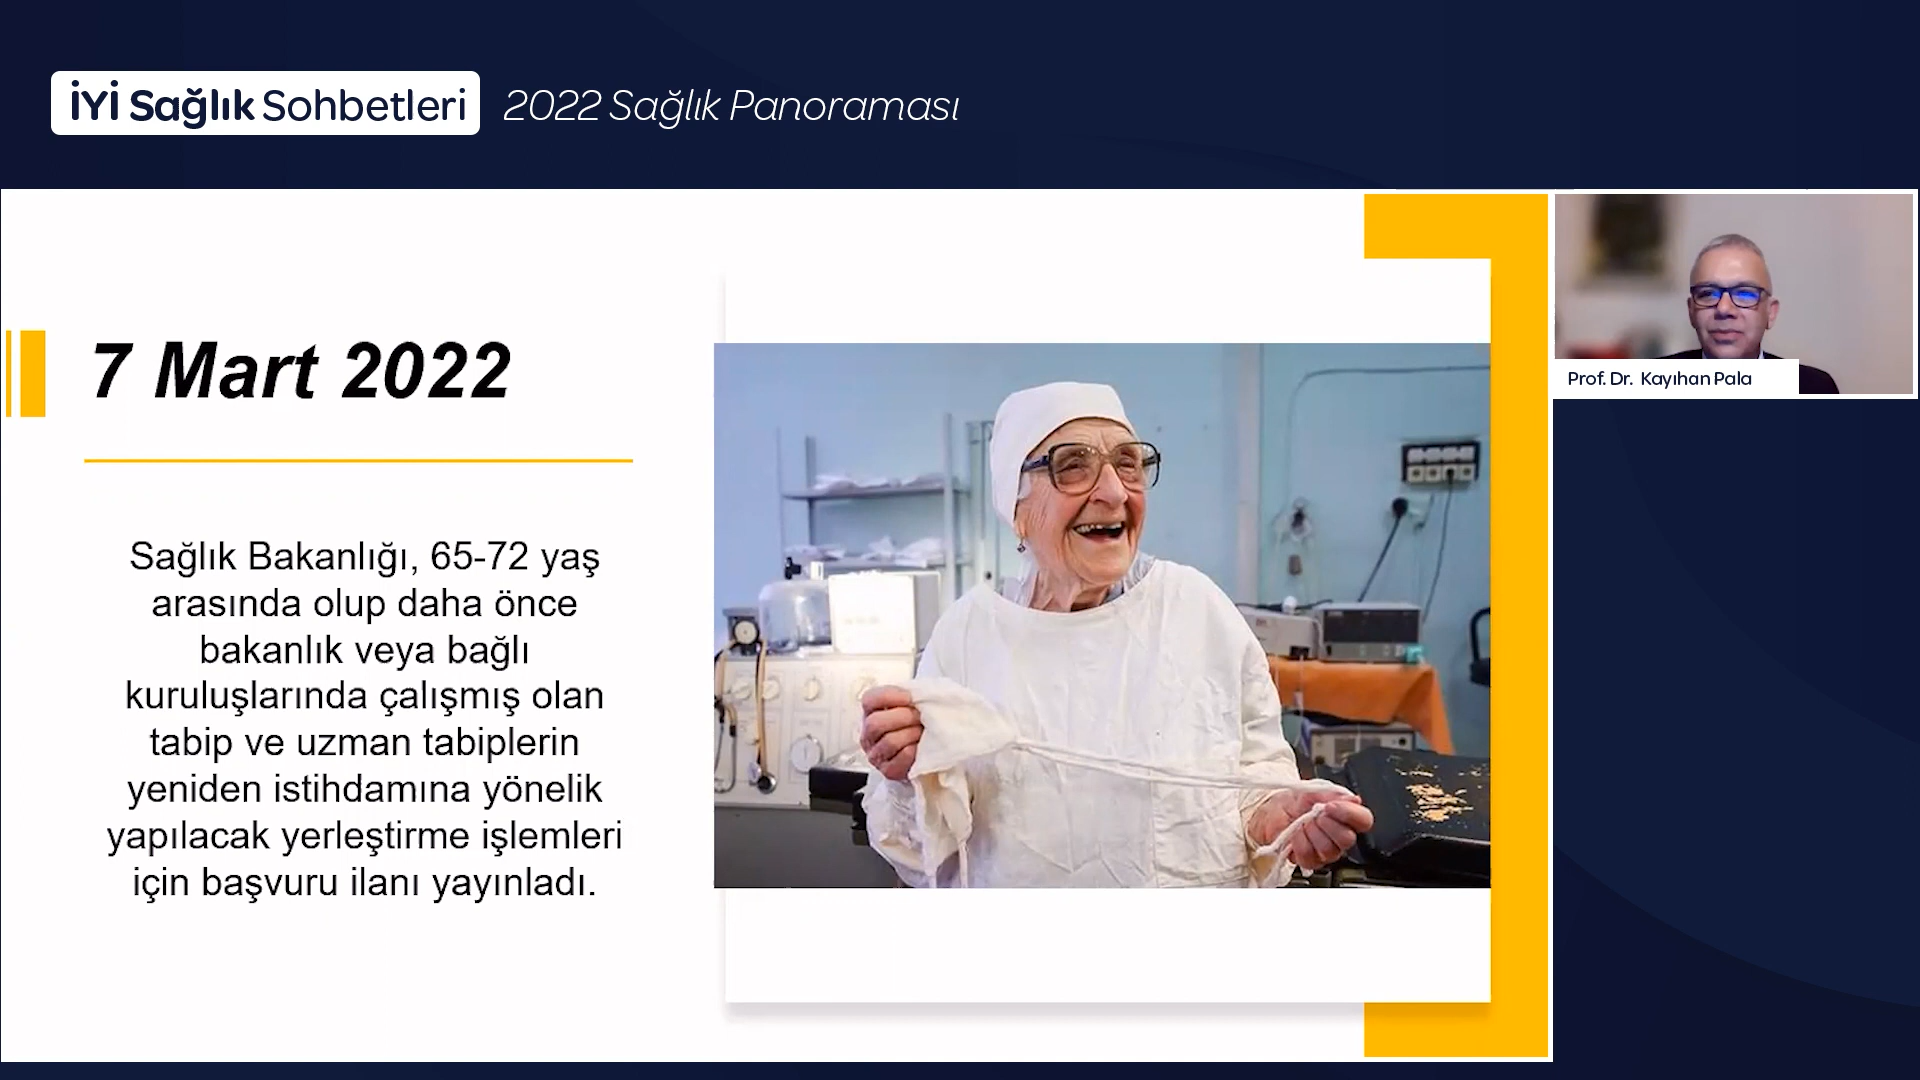 İYİ Sağlık Sohbetleri 2022 Sağlık Panoraması
7 Mart 2022
Sağlık Bakanlığı, 65-72 yaş
arasında olup daha önce
bakanlık veya bağlı
kuruluşlarında çalışmış olan
tabip ve uzman tabiplerin
yeniden istihdamına yönelik
yapılacak yerleştirme işlemleri
için başvuru ilanı yayınladı.
Prof. Dr. Kayıhan Pala